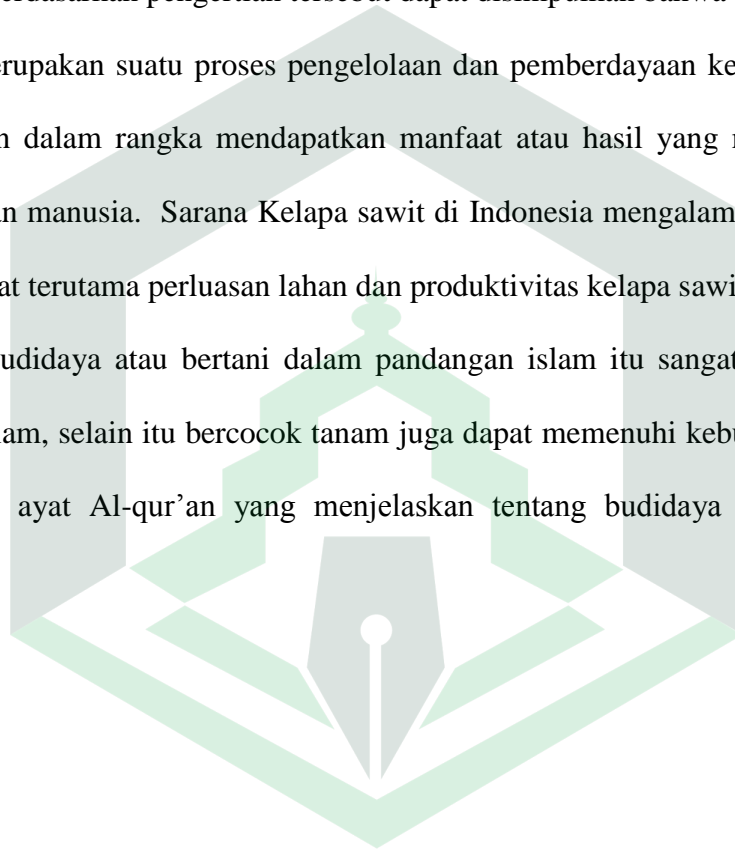 erdasarkan pengertian tersebut dapat disimpulkan bahwa
erupakan suatu proses pengelolaan dan pemberdayaan ke
n dalam rangka mendapatkan manfaat atau hasil yang
an manusia. Sarana Kelapa sawit di Indonesia mengalam
at terutama perluasan lahan dan produktivitas kelapa sawi
udidaya atau bertani dalam pandangan islam itu sangat
lam, selain itu bercocok tanam juga dapat memenuhi kebu
ayat Al-qur’an yang menjelaskan tentang budidaya